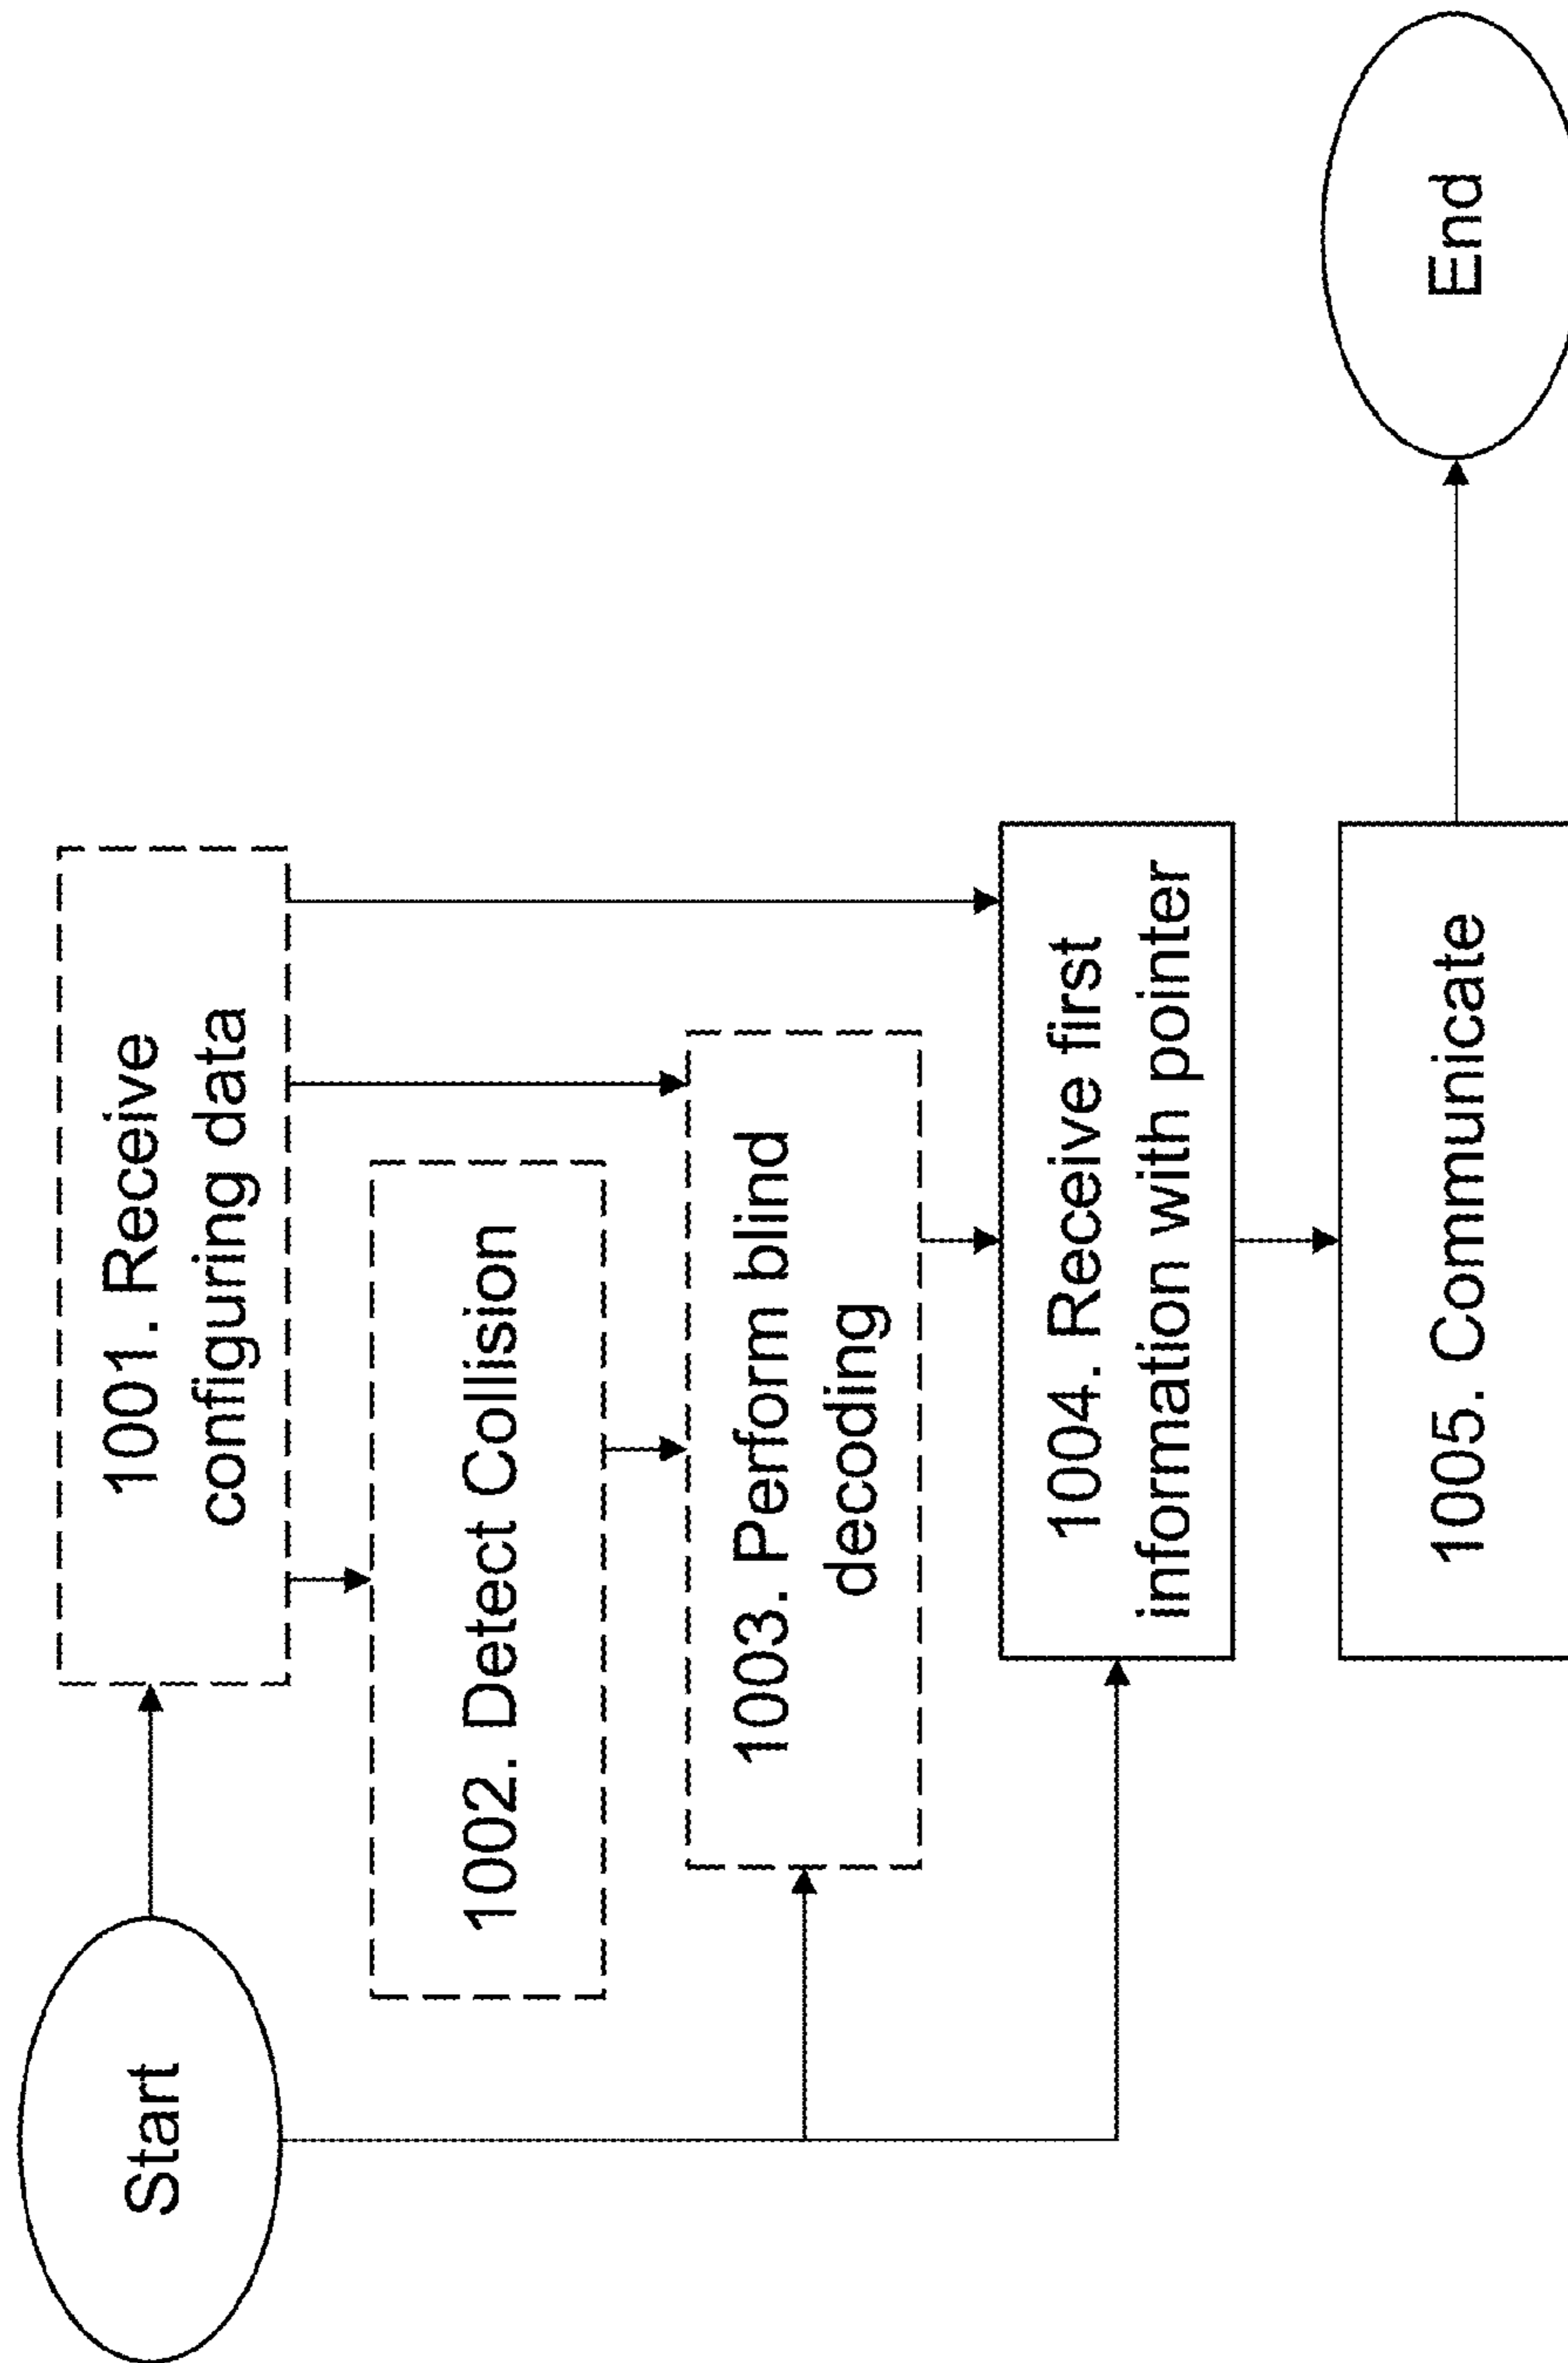 Start
1001. Receive
configuring data
1002. Detect Collision
1003. Perform blind
decoding
1004. Receive first
information with pointer
1005. Communicate
End